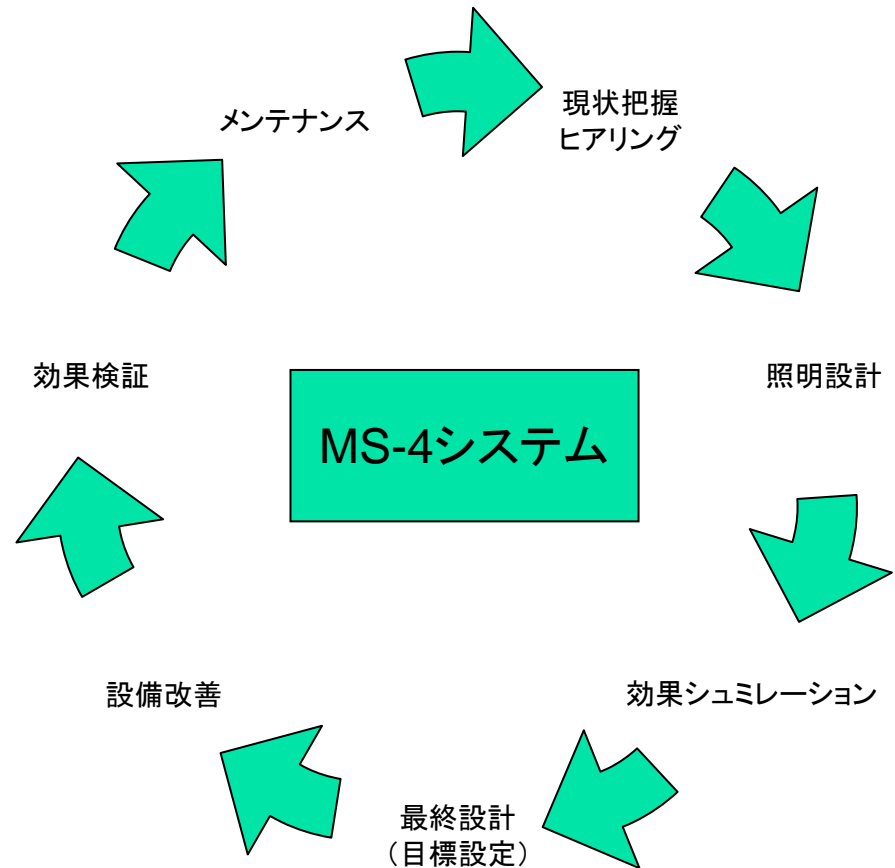 メンテナンス
現状把握
ヒアリング
効果検証
照明設計
MS-4システム
設備改善
効果シュミレーション
最終設計
（目標設定）